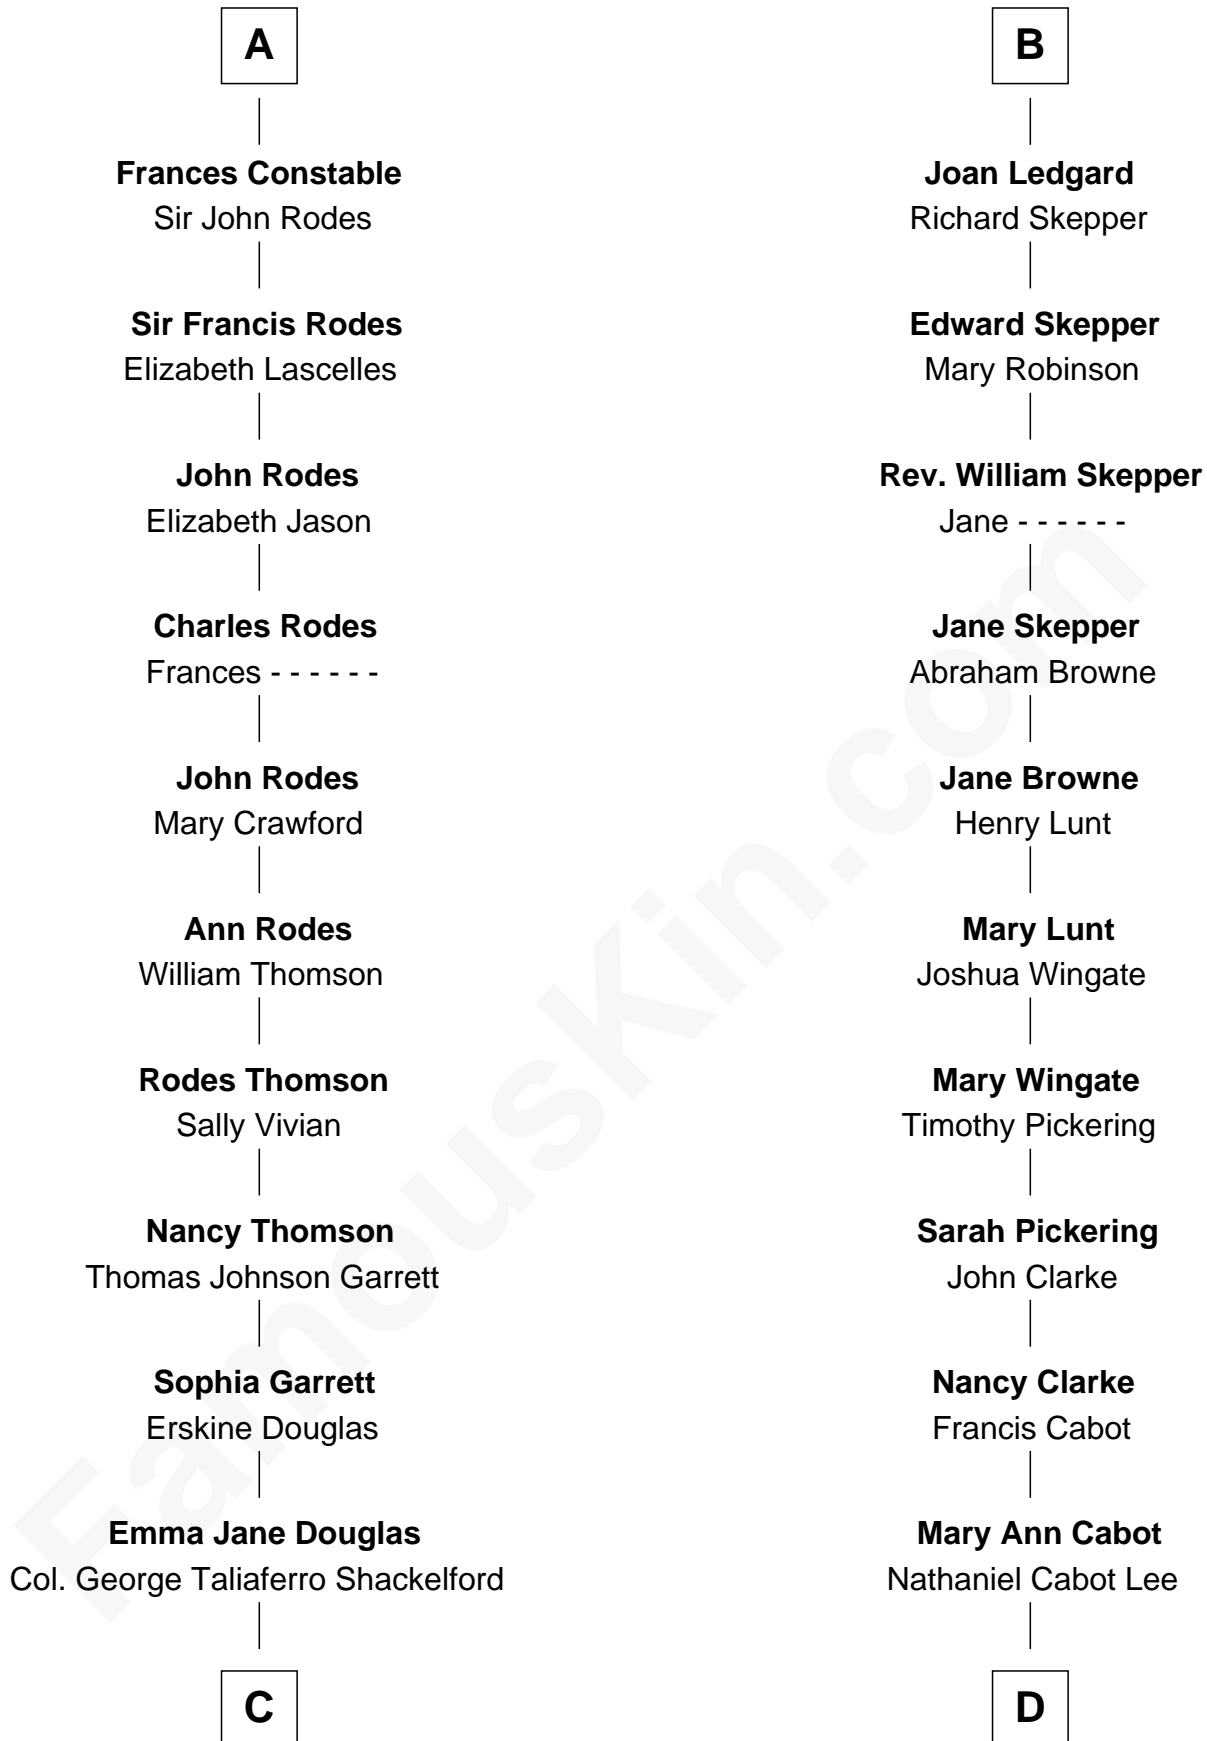 A
Frances Constable
Sir John Rodes
Sir Francis Rodes
Elizabeth Lascelles
John Rodes
Elizabeth Jason
Charles Rodes
Frances - - - - - -
John Rodes
Mary Crawford
Ann Rodes
William Thomson
Rodes Thomson
Sally Vivian
Nancy Thomson
Thomas Johnson Garrett
Sophia Garrett
Erskine Douglas
Emma Jane Douglas
Col. George Taliaferro Shackelford
C
B
Joan Ledgard
Richard Skepper
Edward Skepper
Mary Robinson
Rev. William Skepper
Jane - - - - - -
Jane Skepper
Abraham Browne
Jane Browne
Henry Lunt
Mary Lunt
Joshua Wingate
Mary Wingate
Timothy Pickering
Sarah Pickering
John Clarke
Nancy Clarke
Francis Cabot
Mary Ann Cabot
Nathaniel Cabot Lee
D
FamousKin.com